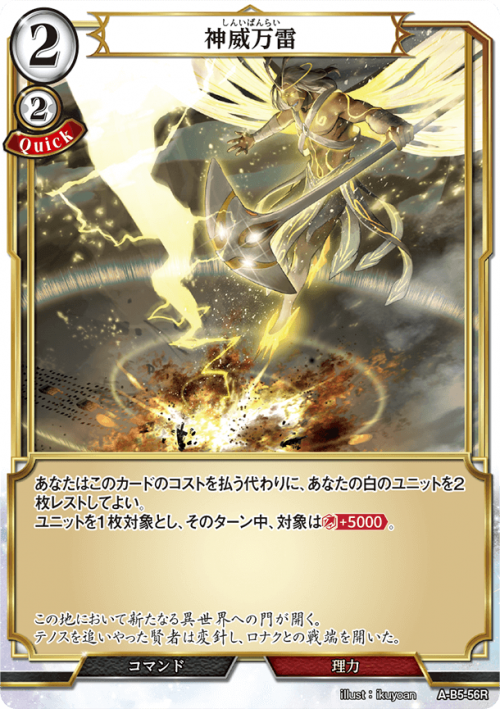 2
しんいばんらい
神威万雷
2
Quick
あなたはこのカードのコストを払う代わりに、あなたの白のユニットを2
枚レストしてよい。
ユニットを1枚対象とし、そのターン中、対象は+5000。
この地において新たなる異世界への門が開く。
テノスを追いやった賢者は変針し、ロナクとの戦端を開いた。
コマンド
理力
illust：ikuyoan
A-B5-56R